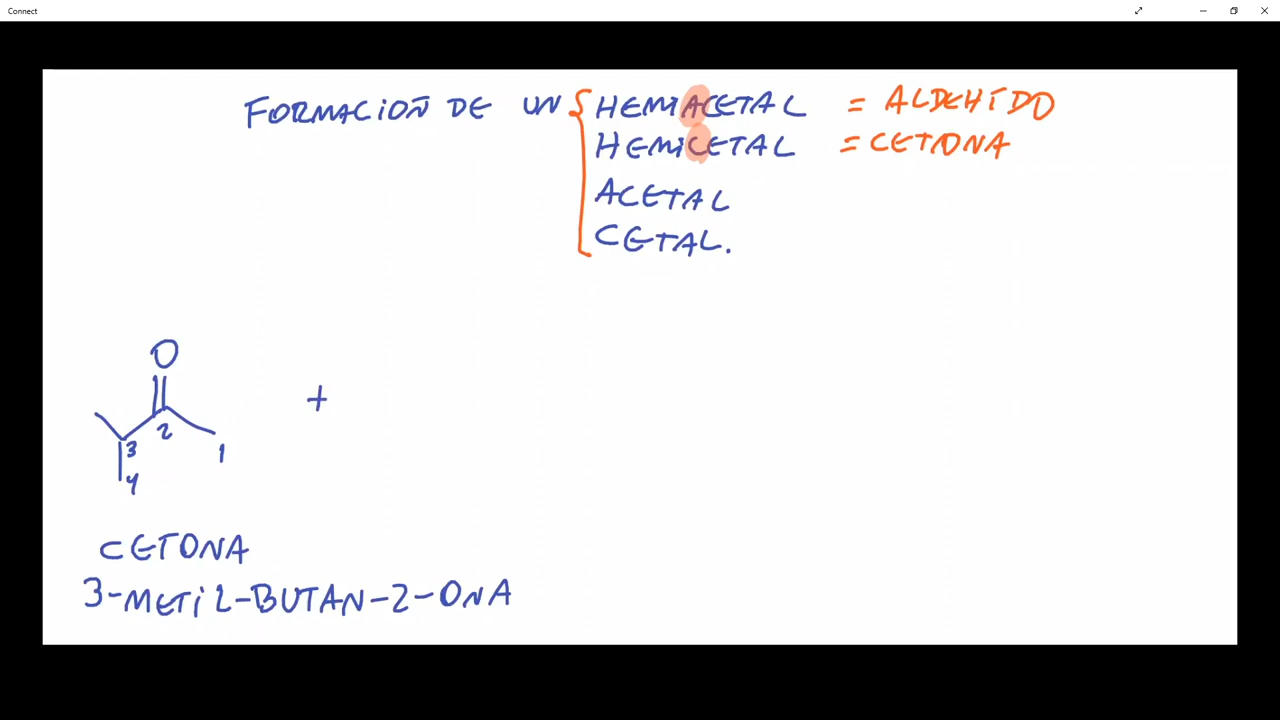 Connect
FORMACIOÑ DE UN HEMIACETAL = ALDEHIDO
HEMICETAL = CETONA
ACETAL
CETAL.
O
+
2
3
1
4
CETONA
3-METIL-BUTAN-2-ONA